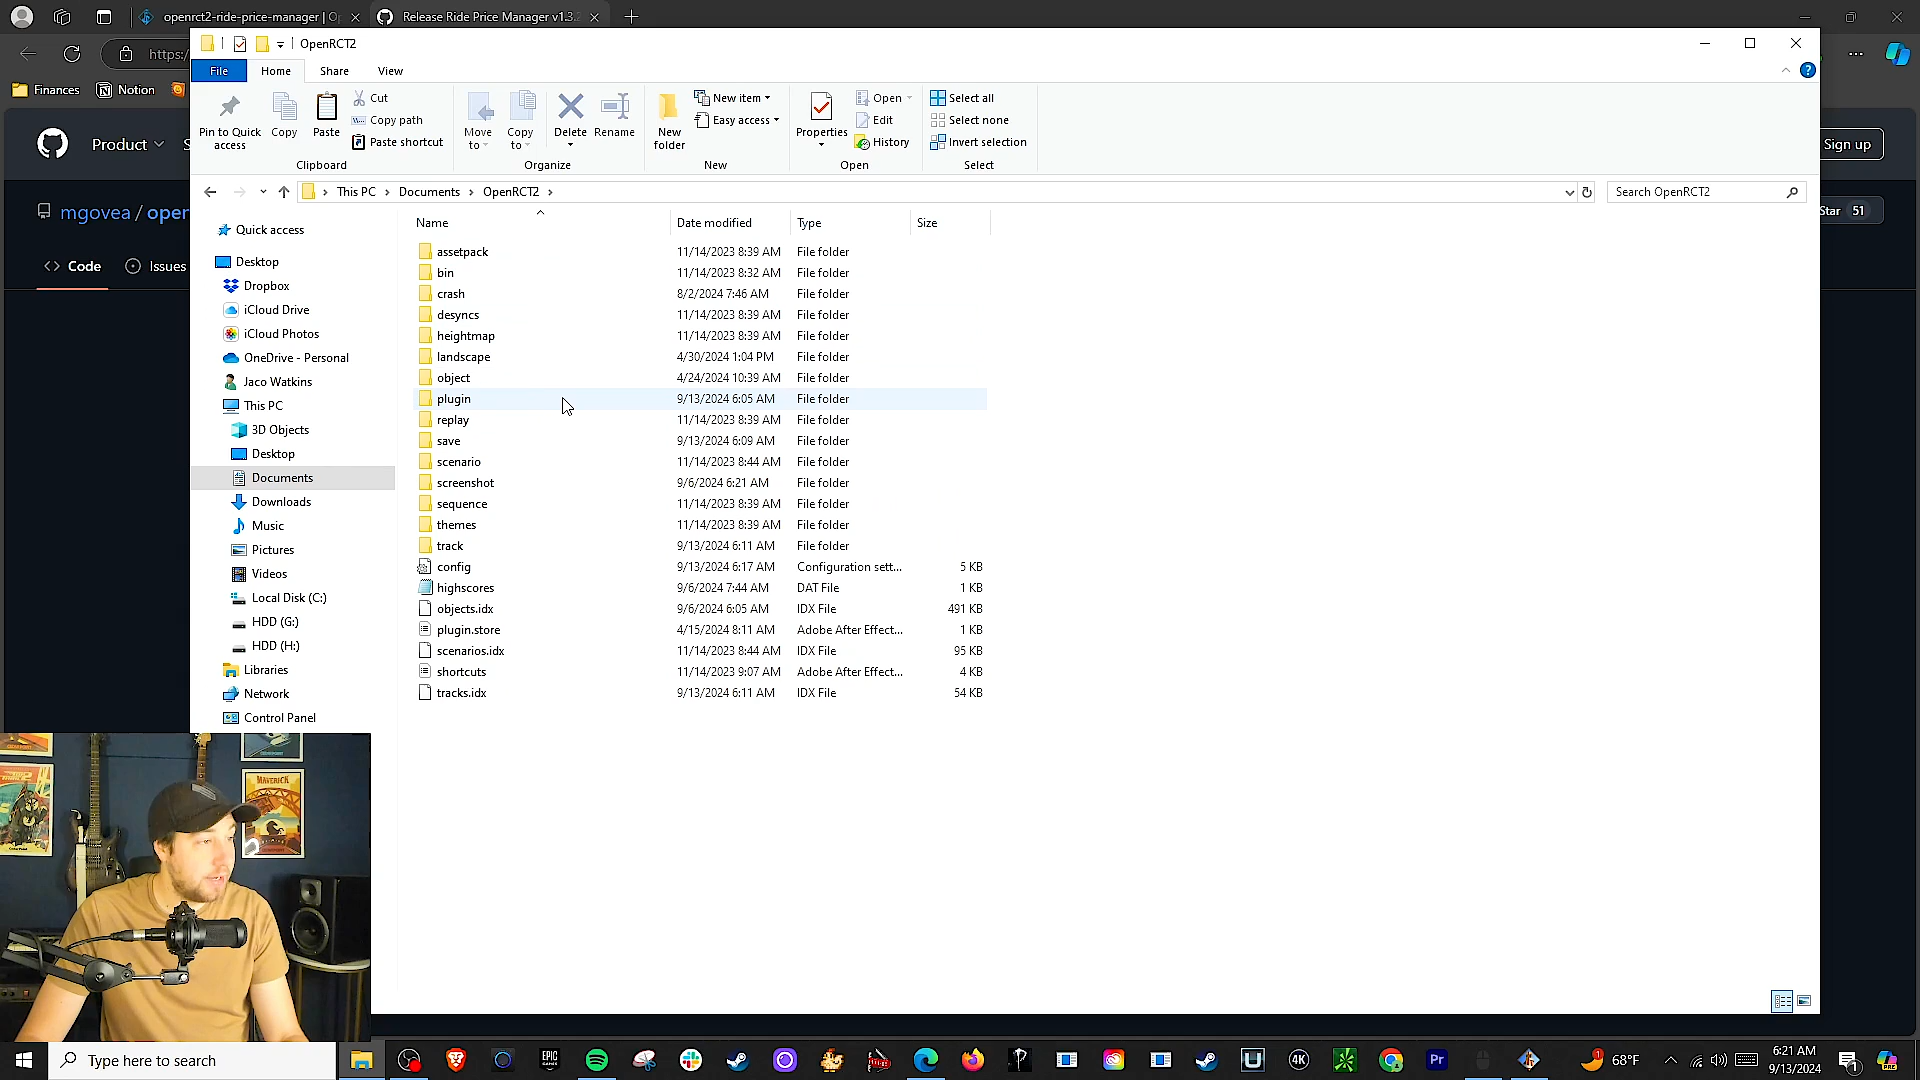 openrct2-ride-price-manager | O
Release Ride Price Manager v1.3.
https:/
Finances
Notion
OpenRCT2
File
Home
Share
View
Pin to Quick access
Copy
Paste
Cut
Copy path
Paste shortcut
Clipboard
Move to
Copy to
Delete
Rename
Organize
New folder
New item
Easy access
New
Properties
Open
Edit
History
Open
Select all
Select none
Invert selection
Select
Product
S
Sign up
This PC > Documents > OpenRCT2 >
Search OpenRCT2
mgovea / open
Star 51
Code
Issues
Name Date modified Type Size
assetpack 11/14/2023 8:39 AM File folder
bin 11/14/2023 8:32 AM File folder
crash 8/2/2024 7:46 AM File folder
desyncs 11/14/2023 8:39 AM File folder
heightmap 11/14/2023 8:39 AM File folder
landscape 4/30/2024 1:04 PM File folder
object 4/24/2024 10:39 AM File folder
plugin 9/13/2024 6:05 AM File folder
replay 11/14/2023 8:39 AM File folder
save 9/13/2024 6:09 AM File folder
scenario 11/14/2023 8:44 AM File folder
screenshot 9/6/2024 6:21 AM File folder
sequence 11/14/2023 8:39 AM File folder
themes 11/14/2023 8:39 AM File folder
track 9/13/2024 6:11 AM File folder
config 9/13/2024 6:17 AM Configuration sett... 5 KB
highscores 9/6/2024 7:44 AM DAT File 1 KB
objects.idx 9/6/2024 6:05 AM IDX File 491 KB
plugin.store 4/15/2024 8:11 AM Adobe After Effect... 1 KB
scenarios.idx 11/14/2023 8:44 AM IDX File 95 KB
shortcuts 11/14/2023 9:07 AM Adobe After Effect... 4 KB
tracks.idx 9/13/2024 6:11 AM IDX File 54 KB
Quick access
Desktop
Dropbox
iCloud Drive
iCloud Photos
OneDrive - Personal
Jaco Watkins
This PC
3D Objects
Desktop
Documents
Downloads
Music
Pictures
Videos
Local Disk (C:)
HDD (G:)
HDD (H:)
Libraries
Network
Control Panel
MAVERICK
Type here to search
EPIC GAMES
4K
Pr
1
68°F
6:21 AM
9/13/2024
1
PRE